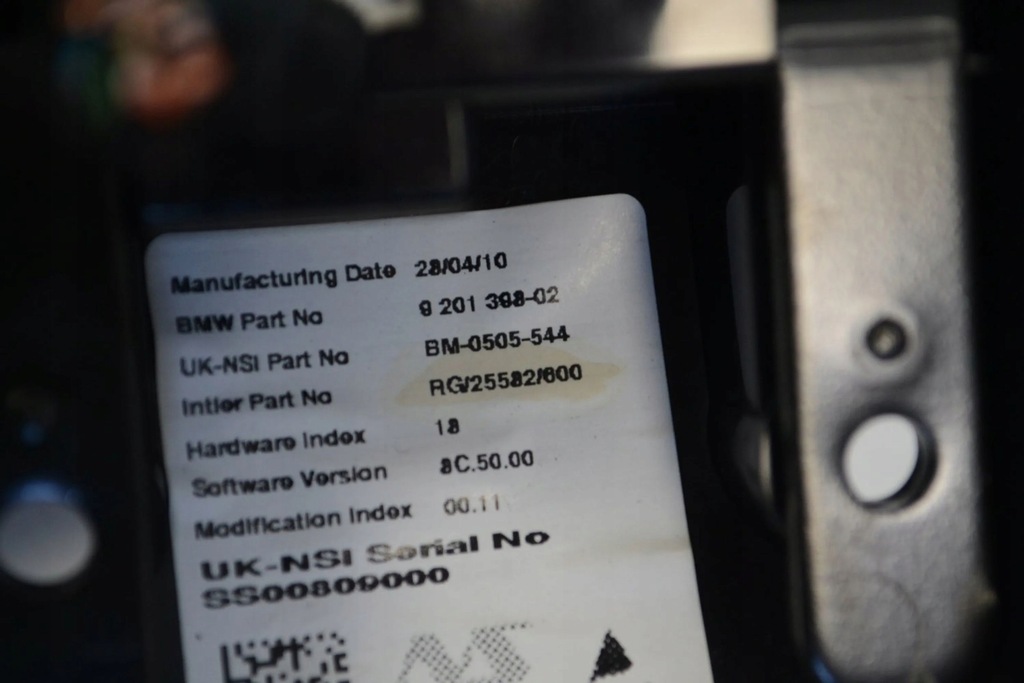 Manufacturing Date 28/04/10
BMW Part No 9 201 398-02
UK-NSI Part No BM-0505-544
Intier Part No RG/25582/600
Hardware Index 18
Software Version 8C.50.00
Modification Index 00.11
UK-NSI Serial No
SS00809000